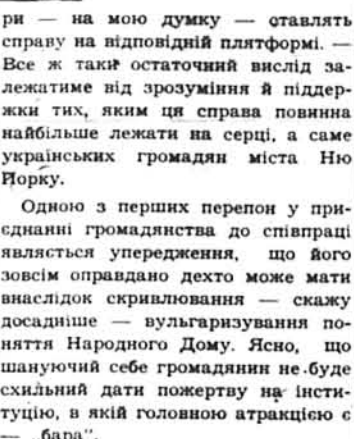 ри — на мою думку — ставлять
справу на відповідній плятформі. —
Все ж таки остаточний вислід за-
лежатиме від зрозуміння й піддер-
жки тих, яким ця справа повинна
найбільше лежати на серці, а саме
українських громадян міста Ню
Йорку.
Одною з перших перепон у при-
єднанні громадянства до співпраці
являється упередження, що його
зовсім оправдано дехто може мати
внаслідок скривлювання — скажу
досадніше — вульгаризування по-
няття Народного Дому. Ясно, що
шануючий себе громадянин не буде
схильний дати пожертву на інсти-
туцію, в якій головною атракцією є
— „бара".